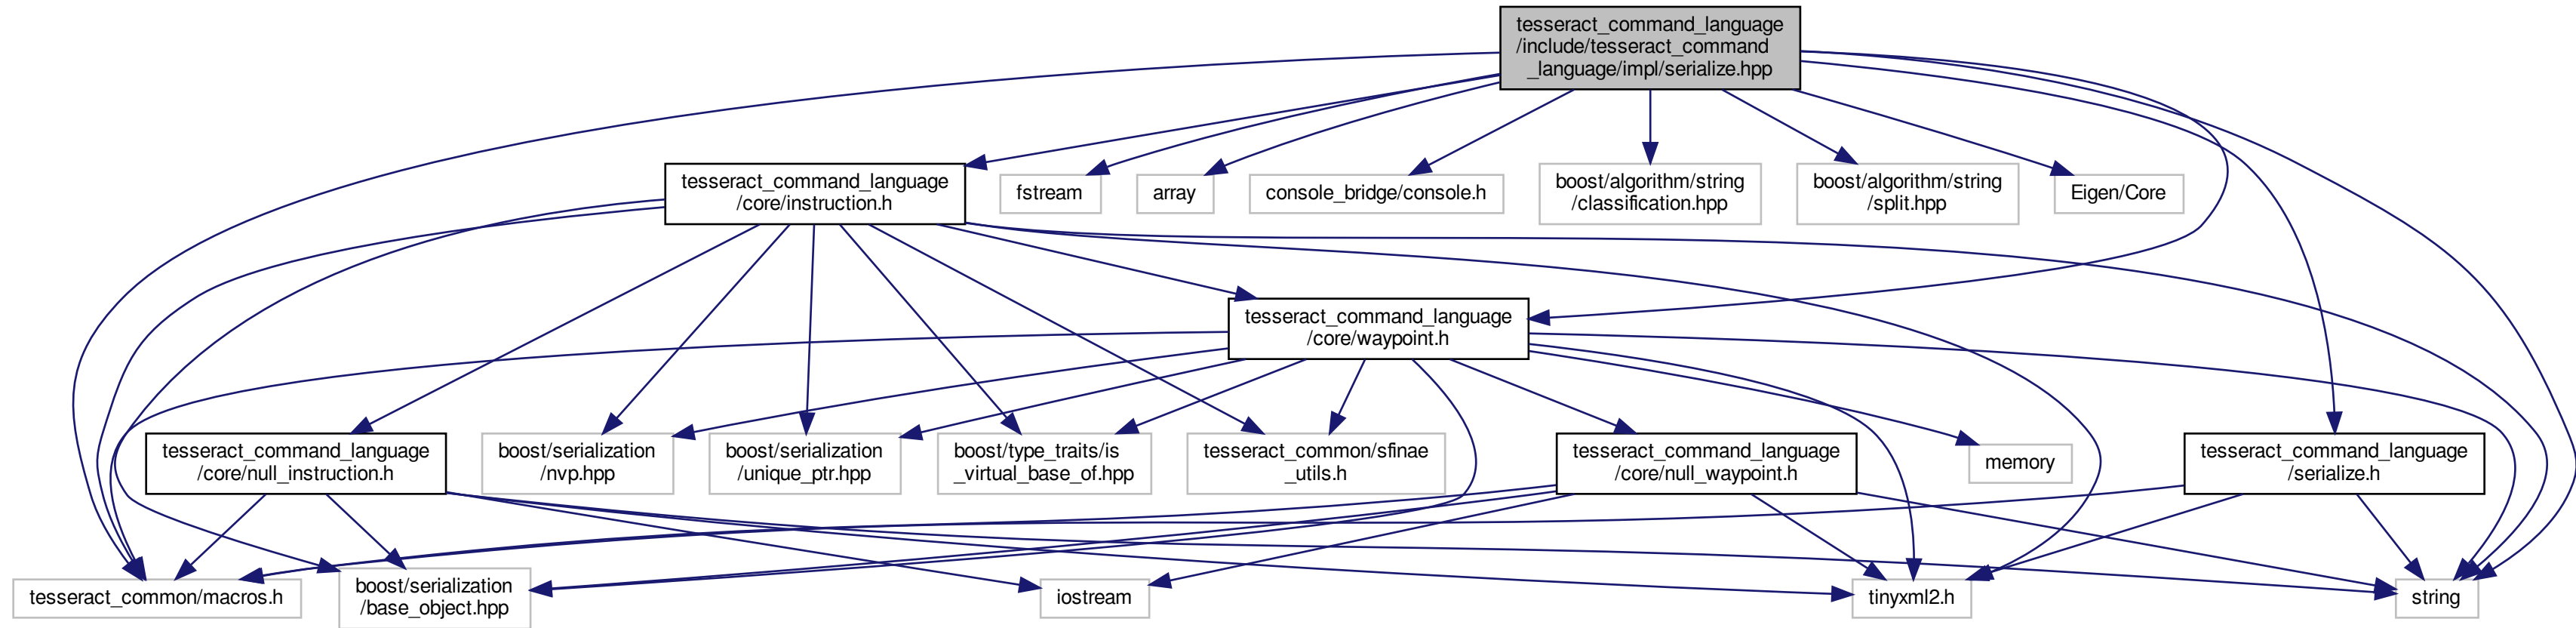 tesseract_command_language
/include/tesseract_command
_language/impl/serialize.hpp
tesseract_command_language
/core/instruction.h
fstream
array
console_bridge/console.h
boost/algorithm/string
/classification.hpp
boost/algorithm/string
/split.hpp
Eigen/Core
tesseract_command_language
/core/waypoint.h
tesseract_command_language
/core/null_instruction.h
boost/serialization
/nvp.hpp
boost/serialization
/unique_ptr.hpp
boost/type_traits/is
_virtual_base_of.hpp
tesseract_common/sfinae
_utils.h
tesseract_command_language
/core/null_waypoint.h
memory
tesseract_command_language
/serialize.h
tesseract_common/macros.h
boost/serialization
/base_object.hpp
iostream
tinyxml2.h
string